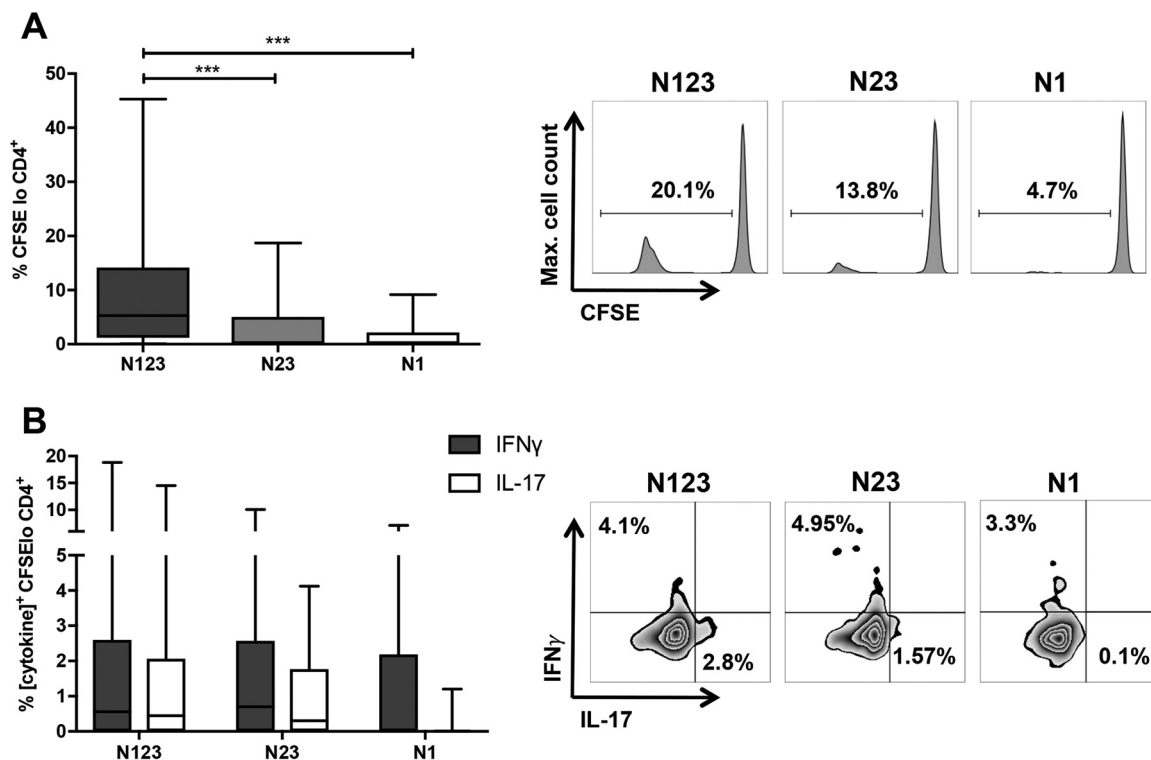 A
***
***
% CFSE lo CD4⁺
50
40
30
20
10
0
N123 N23 N1
N123 N23 N1
Max. cell count
20.1% 13.8% 4.7%
CFSE
B
IFNγ
IL-17
% [cytokine]⁺ CFSElo CD4⁺
20
15
10
5
4
3
2
1
0
N123 N23 N1
N123 N23 N1
IFNγ
4.1% 4.95% 3.3%
2.8% 1.57% 0.1%
IL-17